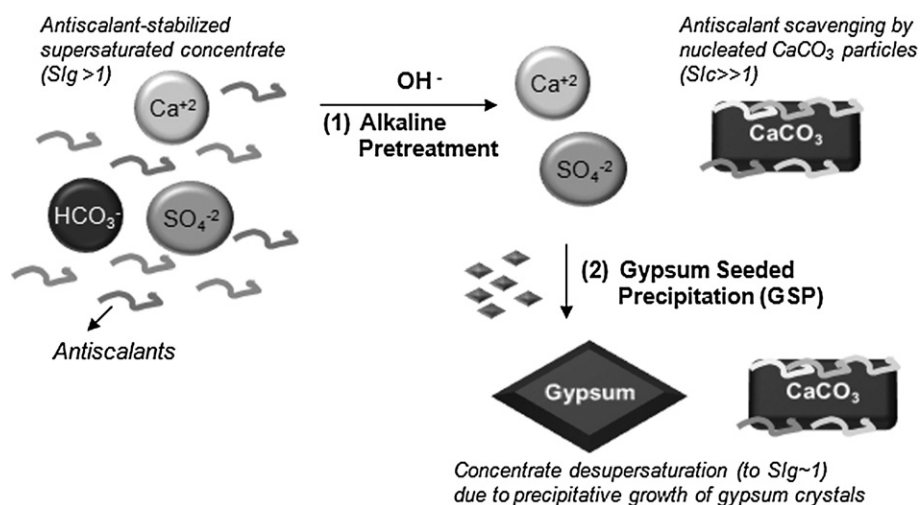 Antiscalant-stabilized
supersaturated concentrate
(SIg >1)
Ca+2
HCO3-
SO4-2
Antiscalants
OH -
(1) Alkaline
Pretreatment
Ca+2
SO4-2
Antiscalant scavenging by
nucleated CaCO3 particles
(SIc>>1)
CaCO3
(2) Gypsum Seeded
Precipitation (GSP)
Gypsum
CaCO3
Concentrate desupersaturation (to SIg~1)
due to precipitative growth of gypsum crystals